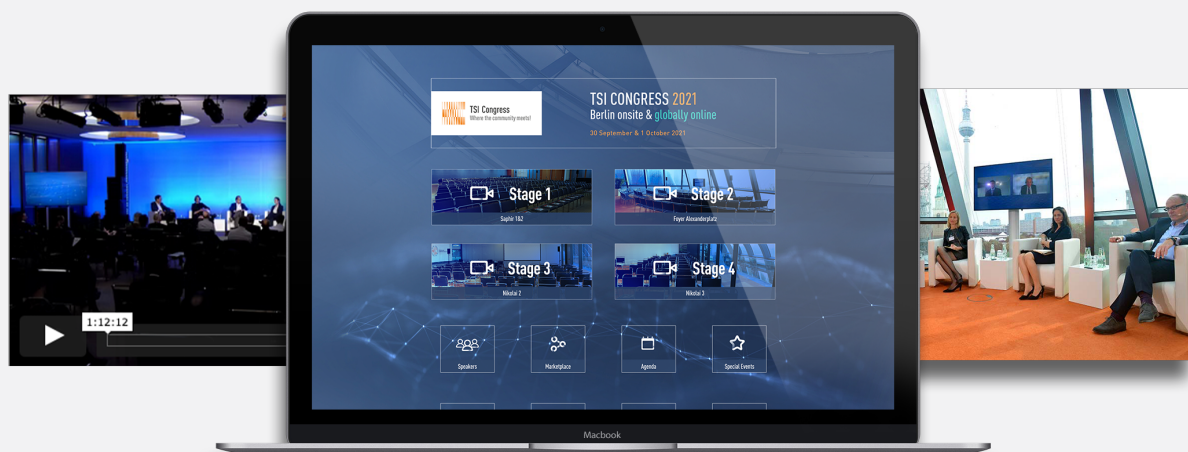 1:12:12
TSI Congress
Where the community meets!
TSI CONGRESS 2021
Berlin onsite & globally online
30 September & 1 October 2021
Stage 1
Saphir 1&2
Stage 2
Foyer Alexanderplatz
Stage 3
Nikolai 2
Stage 4
Nikolai 3
Speakers
Marketplace
Agenda
Special Events
Macbook